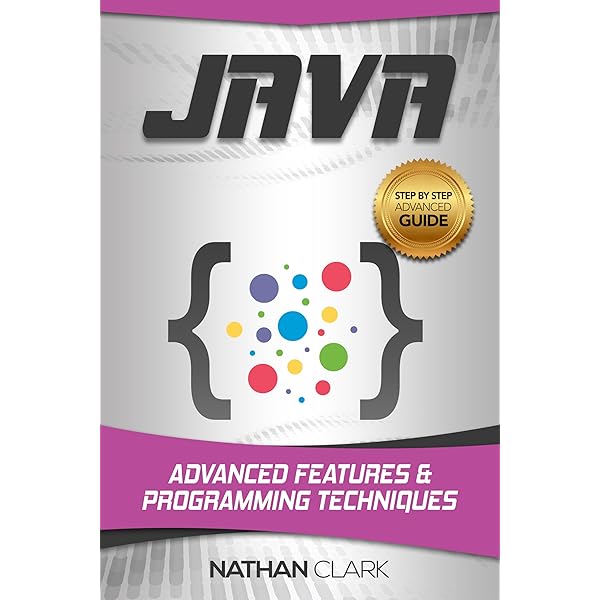 JAVA
STEP BY STEP
ADVANCED
GUIDE
{ }
ADVANCED FEATURES &
PROGRAMMING TECHNIQUES
NATHAN CLARK